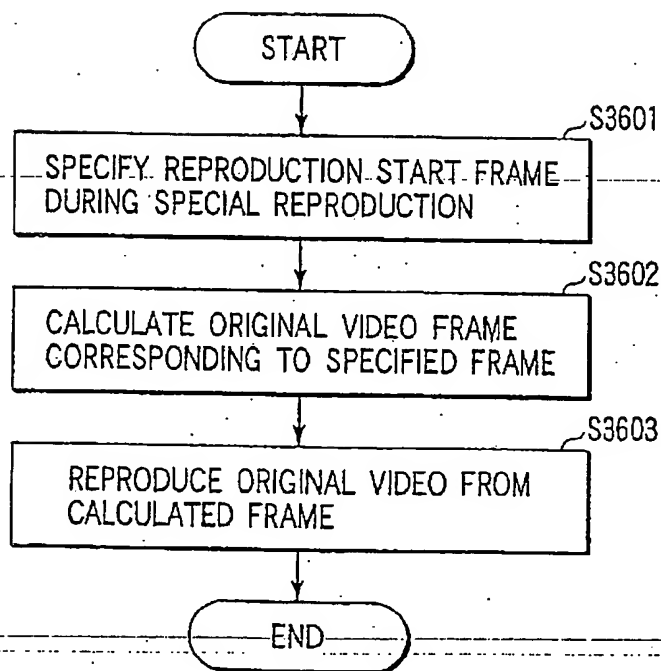 START
S3601
SPECIFY REPRODUCTION START FRAME
DURING SPECIAL REPRODUCTION
S3602
CALCULATE ORIGINAL VIDEO FRAME
CORRESPONDING TO SPECIFIED FRAME
S3603
REPRODUCE ORIGINAL VIDEO FROM
CALCULATED FRAME
END